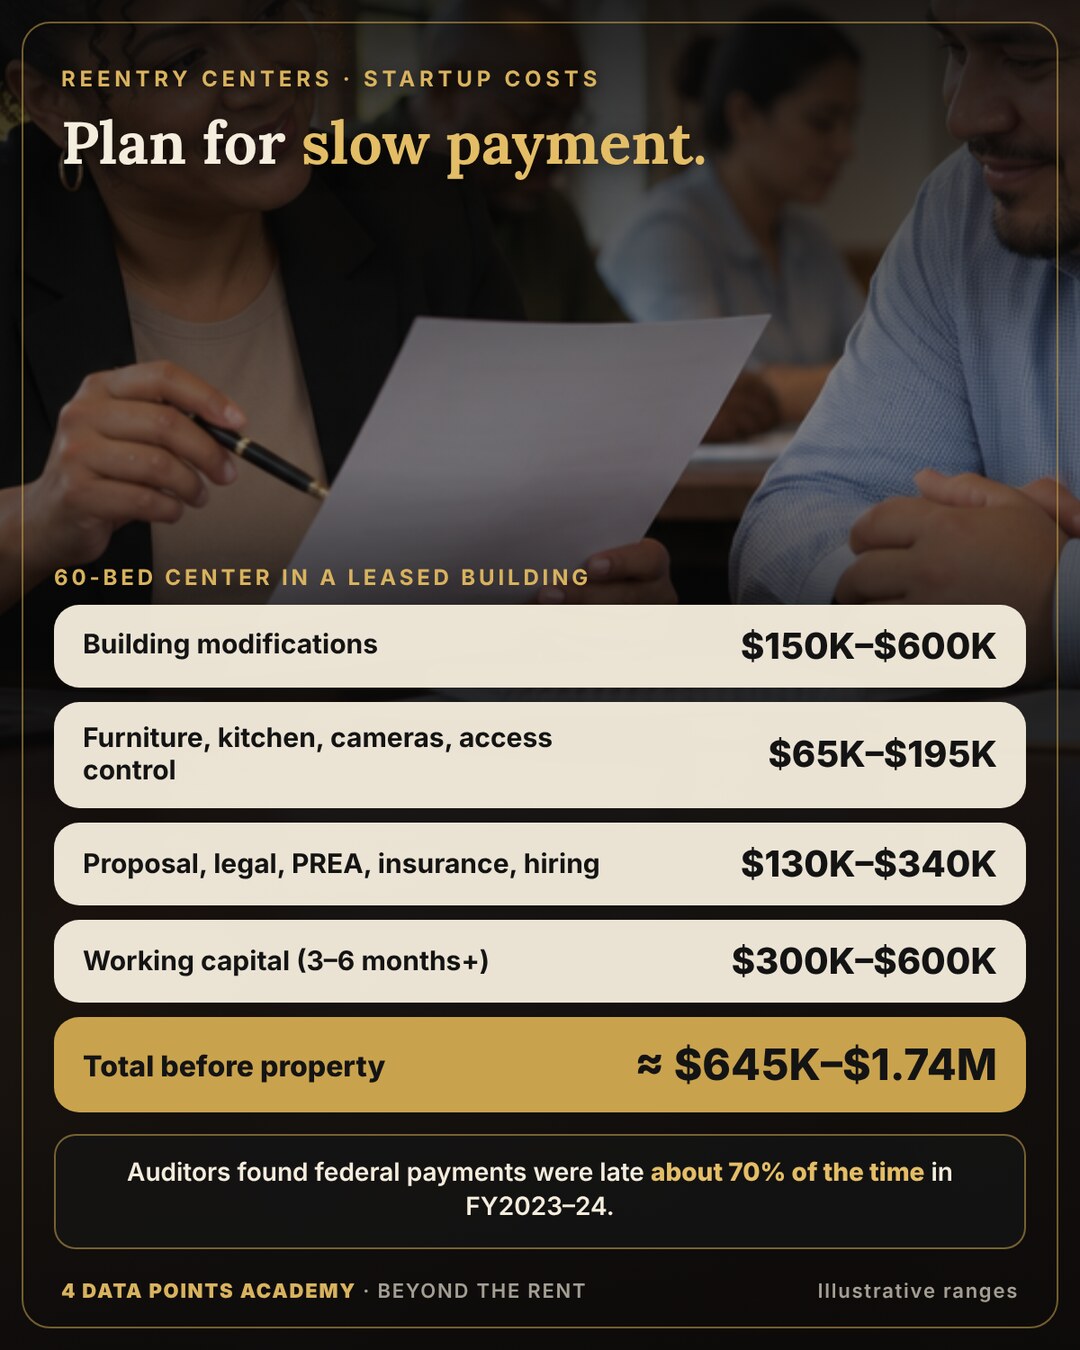 REENTRY CENTERS · STARTUP COSTS
Plan for slow payment.
60-BED CENTER IN A LEASED BUILDING
Building modifications $150K–$600K
Furniture, kitchen, cameras, access
control $65K–$195K
Proposal, legal, PREA, insurance, hiring $130K–$340K
Working capital (3–6 months+) $300K–$600K
Total before property ≈ $645K–$1.74M
Auditors found federal payments were late about 70% of the time in
FY2023–24.
4 DATA POINTS ACADEMY · BEYOND THE RENT Illustrative ranges